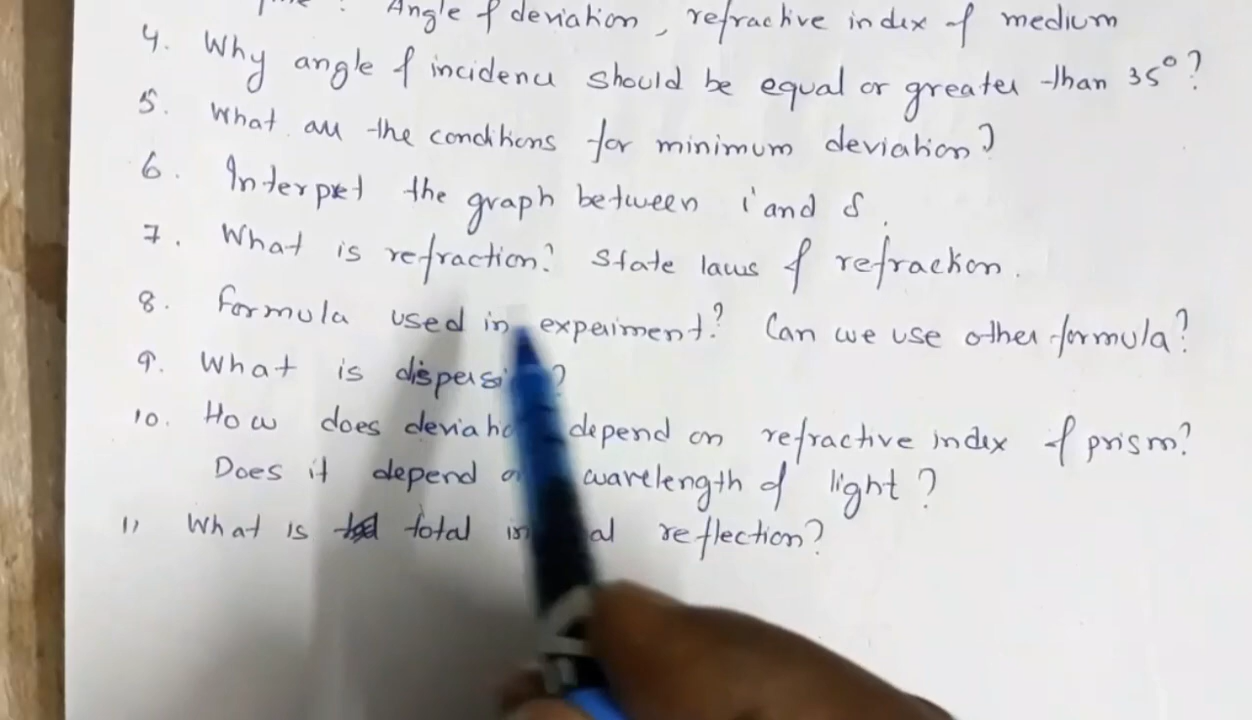 : Angle of deviation, refractive index of medium
4. Why angle of incidence should be equal or greater than 35°?
5. What are the conditions for minimum deviation?
6. Interpret the graph between i and δ.
7. What is refraction? State laws of refraction.
8. formula used in experiment? Can we use other formula?
9. What is
10. How does depend on refractive index of prism?
Does it depend wavelength of light?
11 What is total reflection?